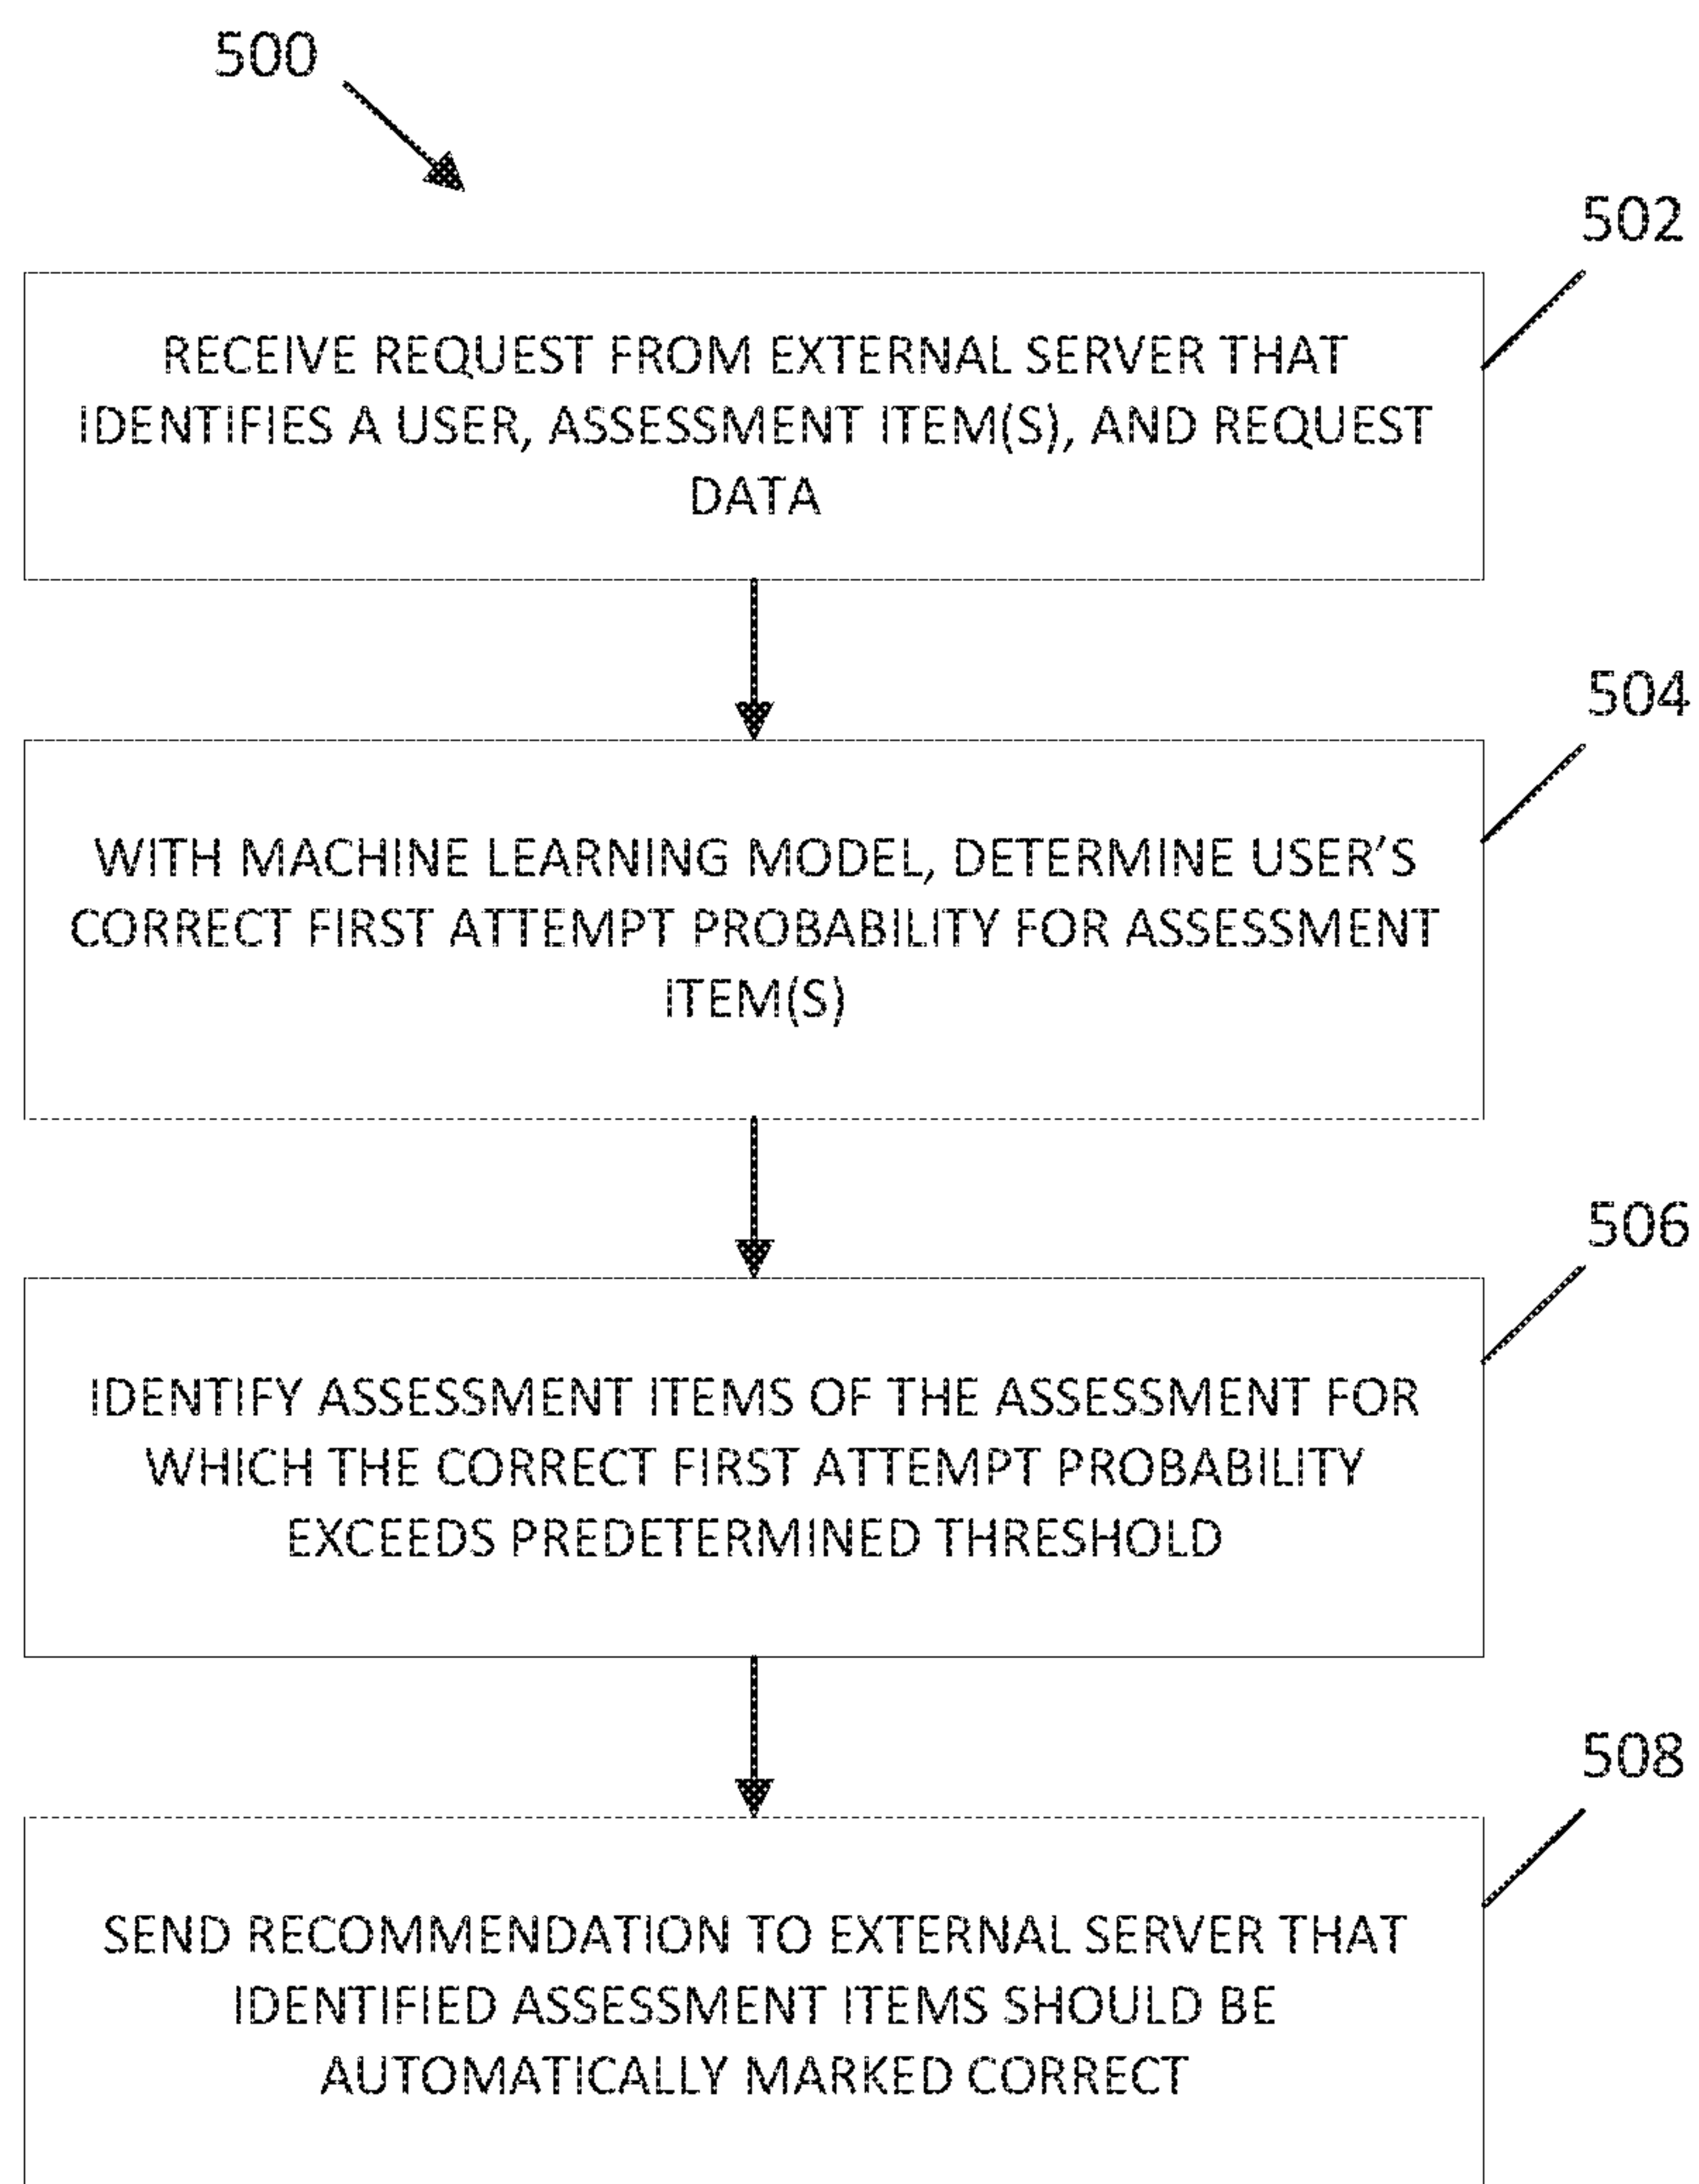 500
502
RECEIVE REQUEST FROM EXTERNAL SERVER THAT
IDENTIFIES A USER, ASSESSMENT ITEM(S), AND REQUEST
DATA
504
WITH MACHINE LEARNING MODEL, DETERMINE USER'S
CORRECT FIRST ATTEMPT PROBABILITY FOR ASSESSMENT
ITEM(S)
506
IDENTIFY ASSESSMENT ITEMS OF THE ASSESSMENT FOR
WHICH THE CORRECT FIRST ATTEMPT PROBABILITY
EXCEEDS PREDETERMINED THRESHOLD
508
SEND RECOMMENDATION TO EXTERNAL SERVER THAT
IDENTIFIED ASSESSMENT ITEMS SHOULD BE
AUTOMATICALLY MARKED CORRECT